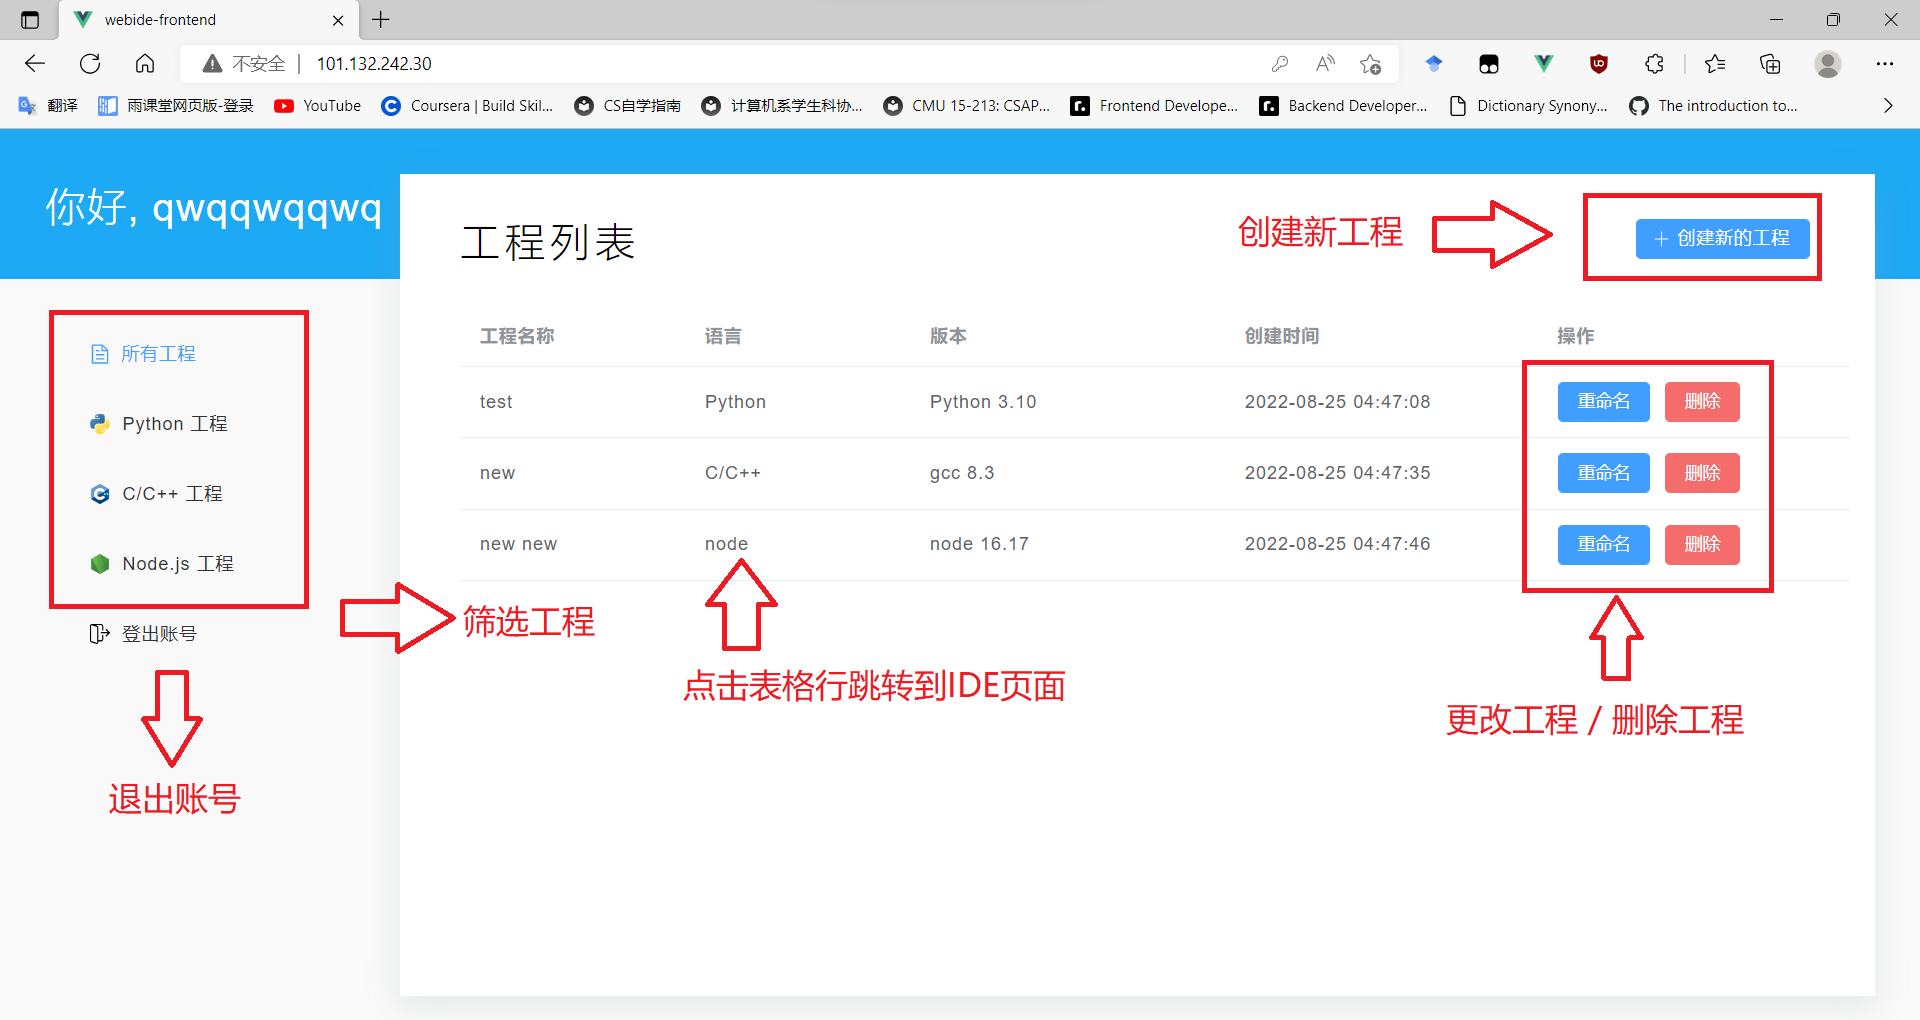 webide-frontend
不安全 101.132.242.30
翻译 雨课堂网页版-登录 YouTube Coursera | Build Skil... CS自学指南 计算机系学生科协... CMU 15-213: CSAP... Frontend Develope... Backend Developer... Dictionary Synony... The introduction to...
你好, qwqqwqqwq
工程列表
创建新工程
+ 创建新的工程
所有工程
Python 工程
C/C++ 工程
Node.js 工程
登出账号
工程名称 语言 版本 创建时间 操作
test Python Python 3.10 2022-08-25 04:47:08 重命名 删除
new C/C++ gcc 8.3 2022-08-25 04:47:35 重命名 删除
new new node node 16.17 2022-08-25 04:47:46 重命名 删除
筛选工程
点击表格行跳转到IDE页面
更改工程 / 删除工程
退出账号